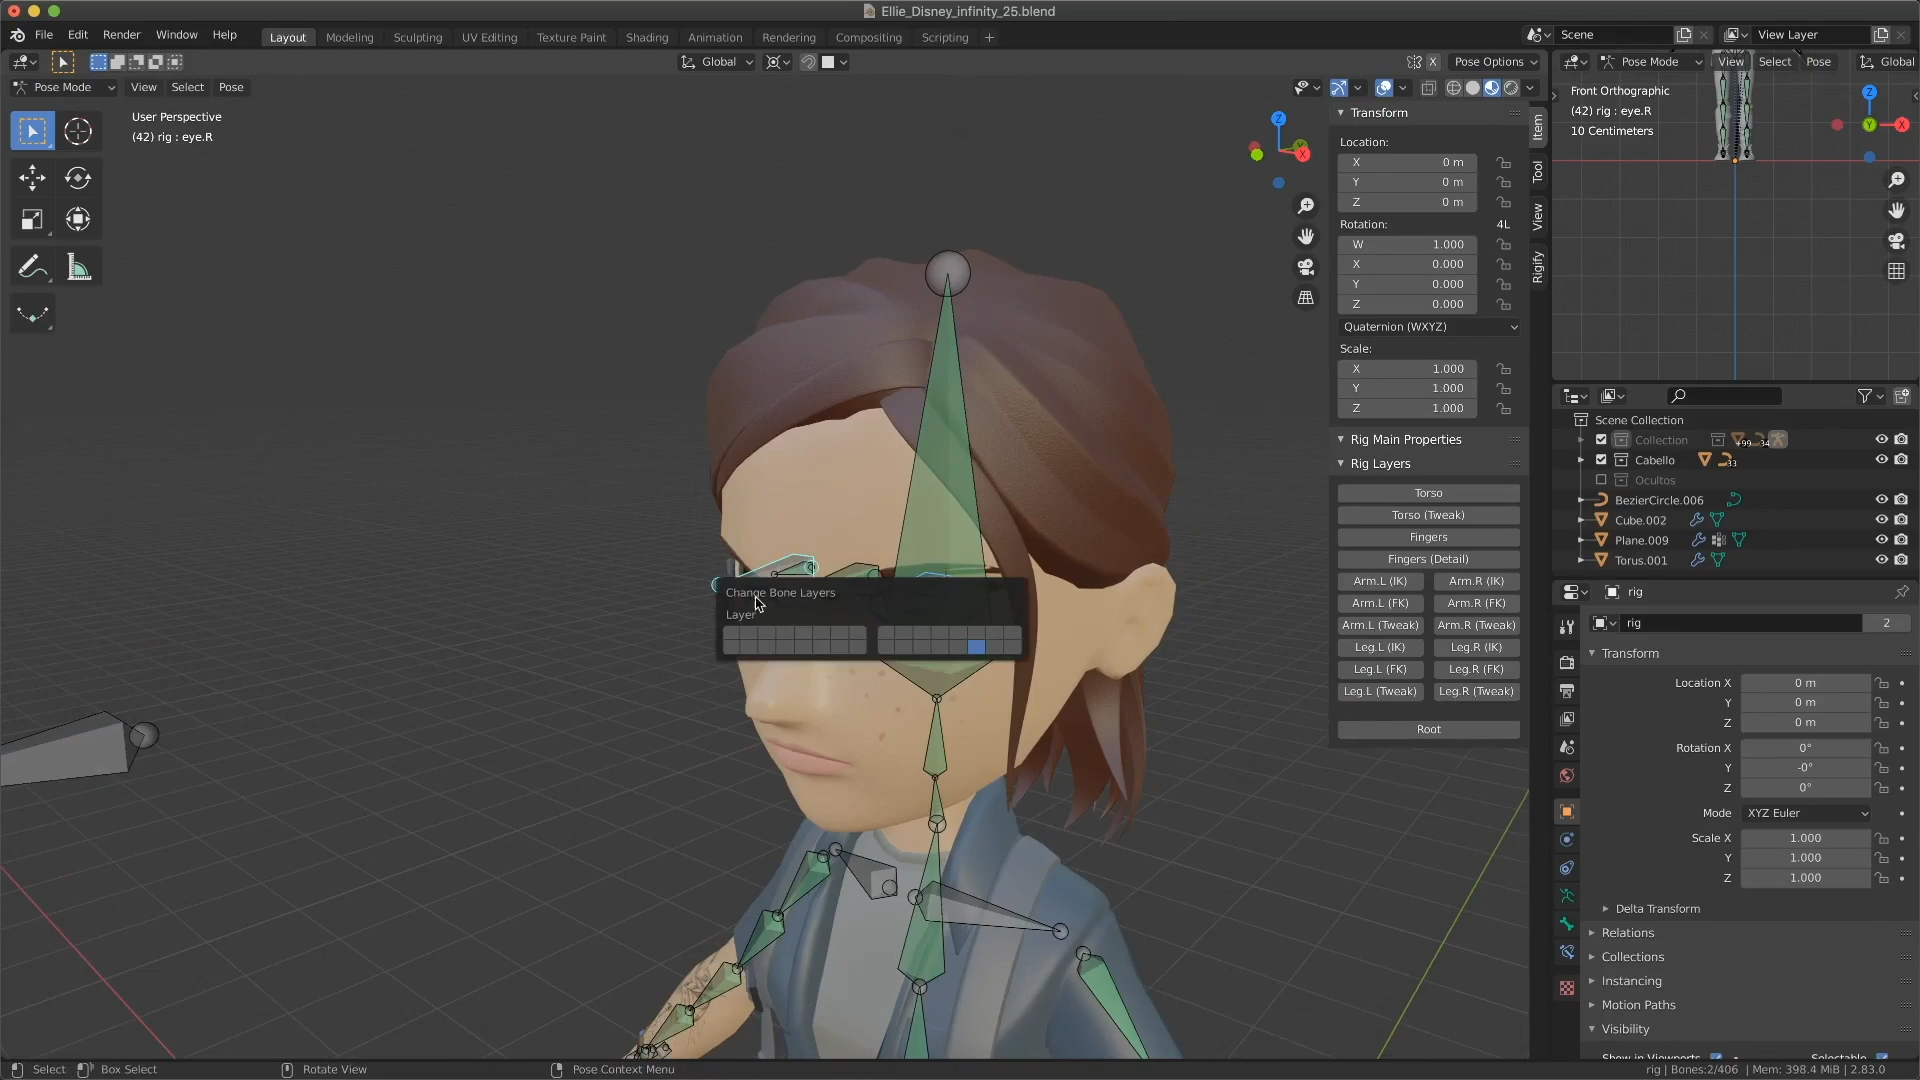 Ellie_Disney_infinity_25.blend
File Edit Render Window Help Layout Modeling Sculpting UV Editing Texture Paint Shading Animation Rendering Compositing Scripting + Scene View Layer
Global X Pose Options Pose Mode View Select Pose Global
Pose Mode View Select Pose
User Perspective
(42) rig : eye.R
Front Orthographic
(42) rig : eye.R
10 Centimeters
Z
Y
X
Z
X
Item
Tool
View
Rigify
Transform
Location:
X 0 m
Y 0 m
Z 0 m
Rotation: 4L
W 1.000
X 0.000
Y 0.000
Z 0.000
Quaternion (WXYZ)
Scale:
X 1.000
Y 1.000
Z 1.000
Rig Main Properties
Rig Layers
Torso
Torso (Tweak)
Fingers
Fingers (Detail)
Arm.L (IK) Arm.R (IK)
Arm.L (FK) Arm.R (FK)
Arm.L (Tweak) Arm.R (Tweak)
Leg.L (IK) Leg.R (IK)
Leg.L (FK) Leg.R (FK)
Leg.L (Tweak) Leg.R (Tweak)
Root
Change Bone Layers
Layer
Scene Collection
Collection +99 34
Cabello 33
Ocultos
BezierCircle.006
Cube.002
Plane.009
Torus.001
rig
rig 2
Transform
Location X 0 m
Y 0 m
Z 0 m
Rotation X 0°
Y -0°
Z 0°
Mode XYZ Euler
Scale X 1.000
Y 1.000
Z 1.000
Delta Transform
Relations
Collections
Instancing
Motion Paths
Visibility
Show in Viewports Selectable
Select Box Select Rotate View Pose Context Menu rig | Bones:2/406 | Mem: 398.4 MiB | 2.83.0